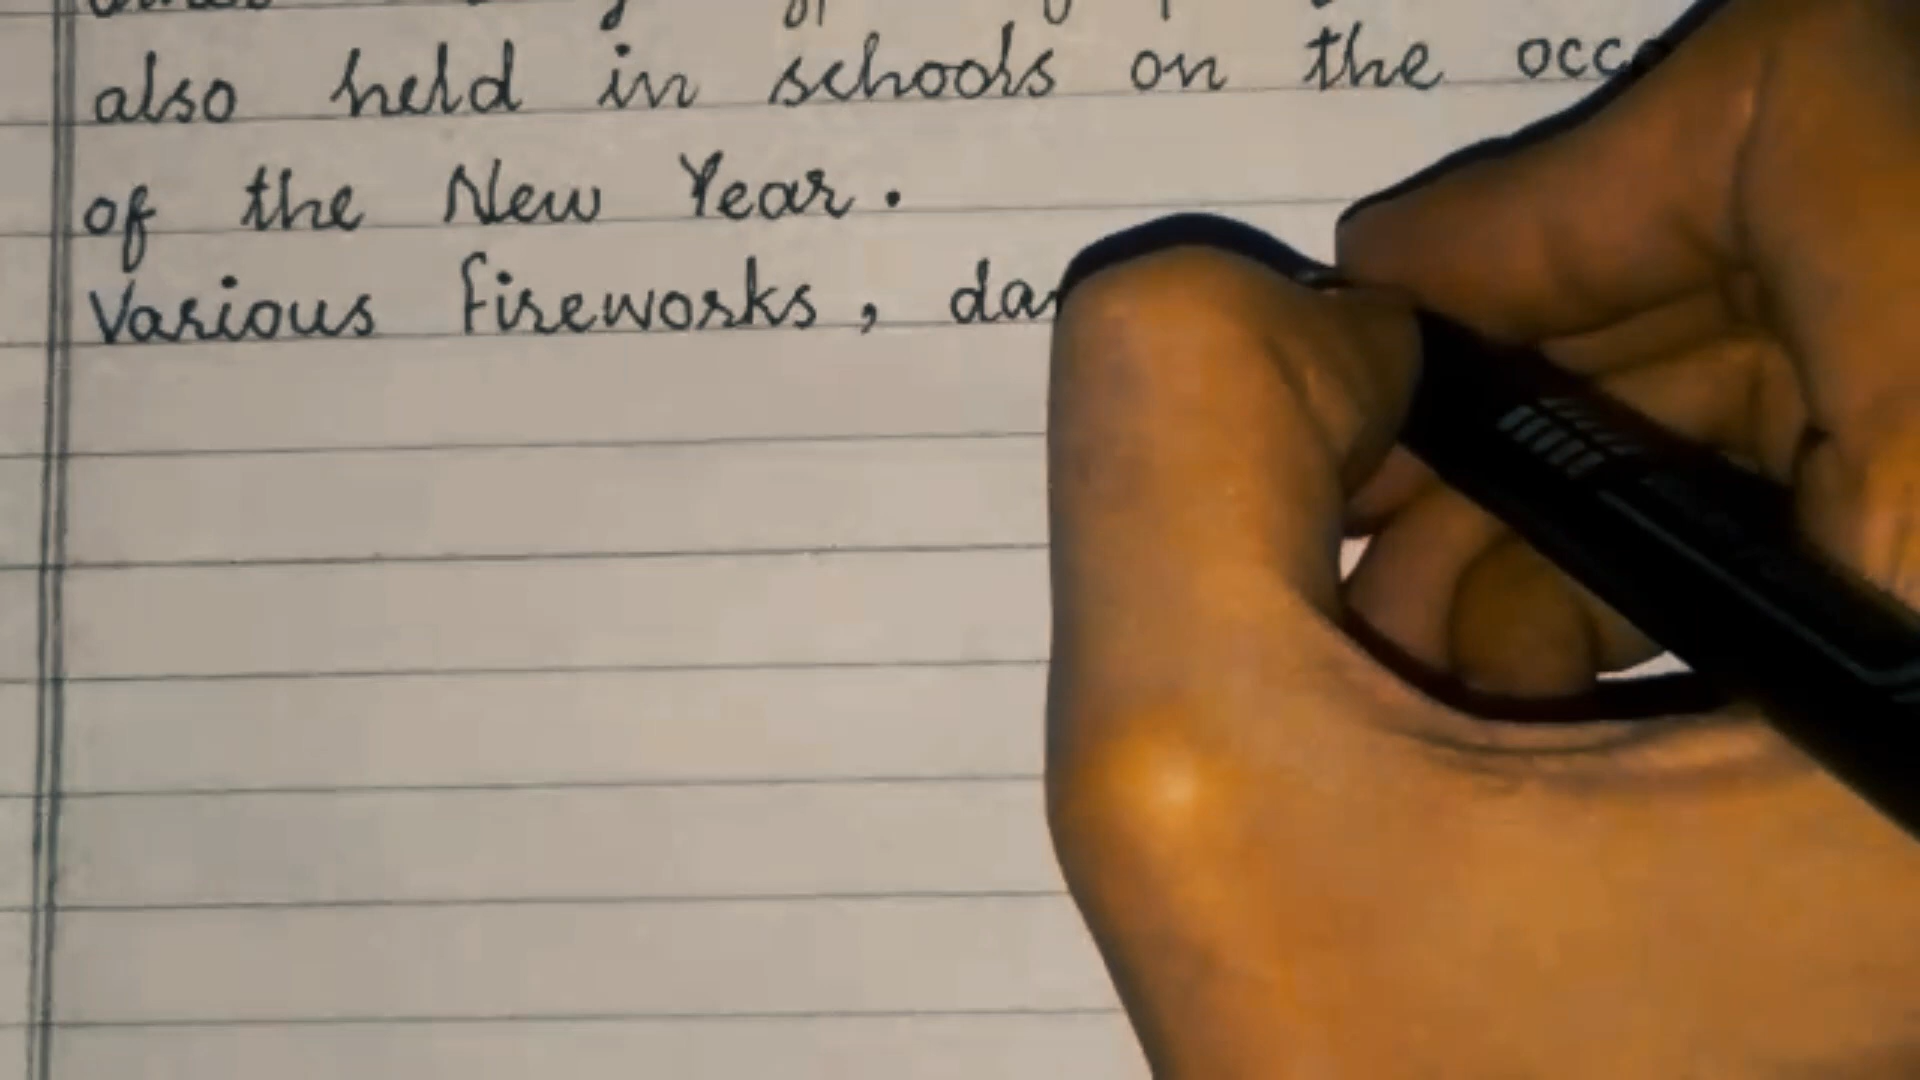 also held in schools on the
of the New Year.
Various fireworks,